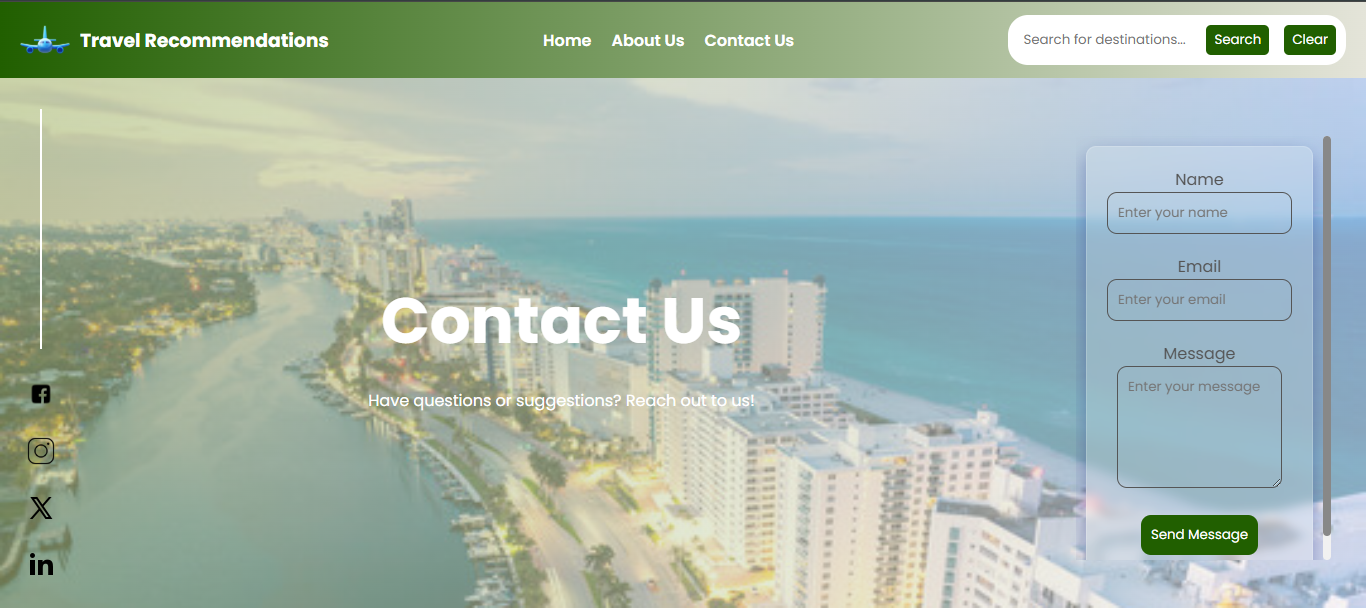 Travel Recommendations
Home About Us Contact Us
Search for destinations... Search Clear
Contact Us
Have questions or suggestions? Reach out to us!
Name
Enter your name
Email
Enter your email
Message
Enter your message
Send Message
in